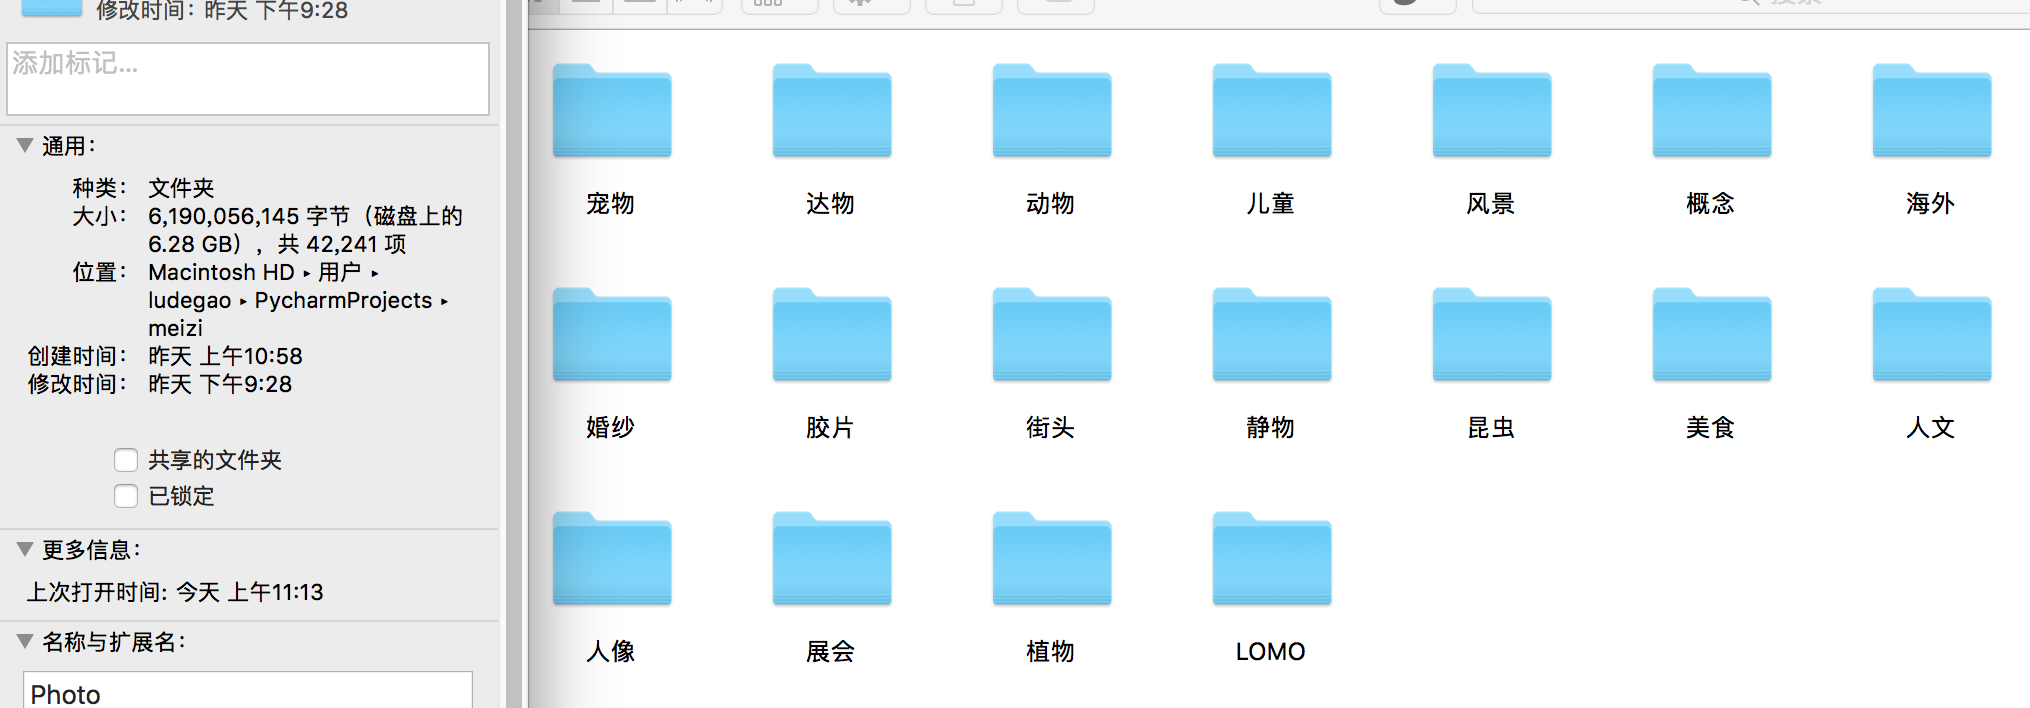 修改时间：昨天 下午9:28
添加标记...
通用：
种类： 文件夹
大小： 6,190,056,145 字节（磁盘上的
6.28 GB），共 42,241 项
位置： Macintosh HD ▸ 用户 ▸
ludegao ▸ PycharmProjects ▸
meizi
创建时间： 昨天 上午10:58
修改时间： 昨天 下午9:28
共享的文件夹
已锁定
更多信息：
上次打开时间: 今天 上午11:13
名称与扩展名：
Photo
搜索
宠物 达物 动物 儿童 风景 概念 海外
婚纱 胶片 街头 静物 昆虫 美食 人文
人像 展会 植物 LOMO